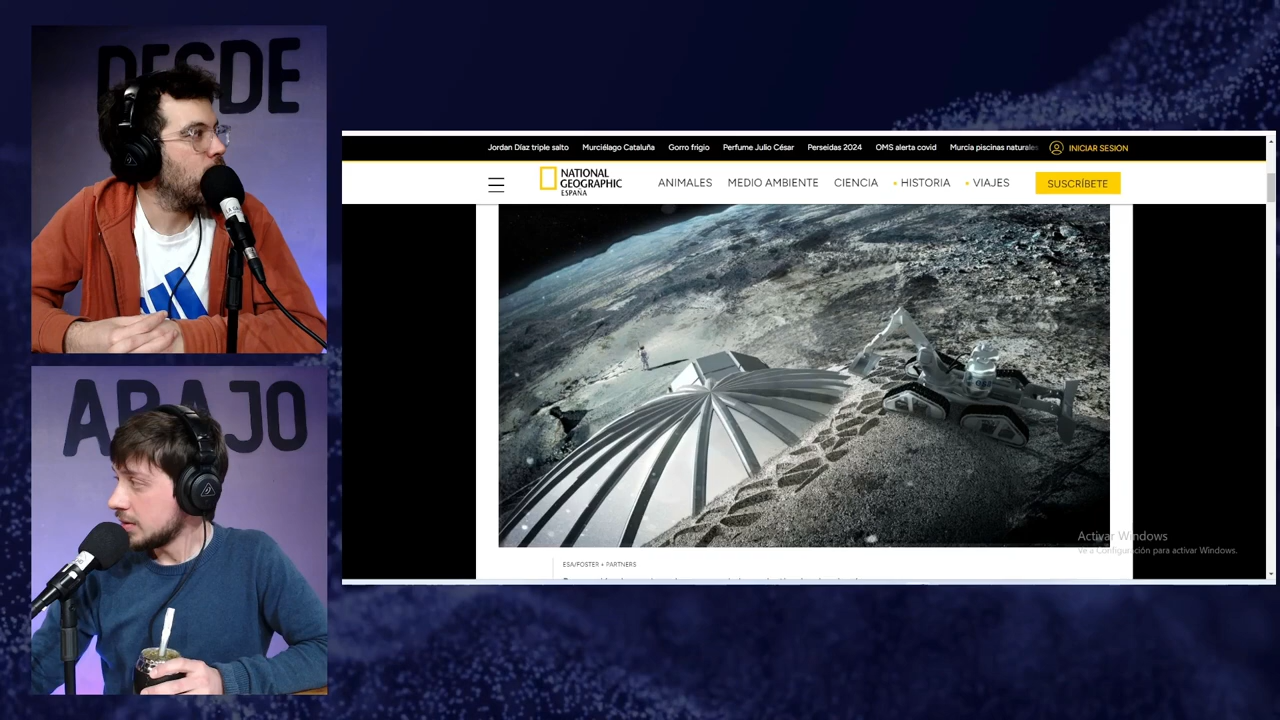 DESDE
ABAJO
Jordan Díaz triple salto
Murciélago Cataluña
Gorro frigio
Perfume Julio César
Perseidas 2024
OMS alerta covid
Murcia piscinas naturales
INICIAR SESION
NATIONAL
GEOGRAPHIC
ESPAÑA
ANIMALES
MEDIO AMBIENTE
CIENCIA
HISTORIA
VIAJES
SUSCRÍBETE
ESA/FOSTER + PARTNERS
Activar Windows
Ve a Configuración para activar Windows.